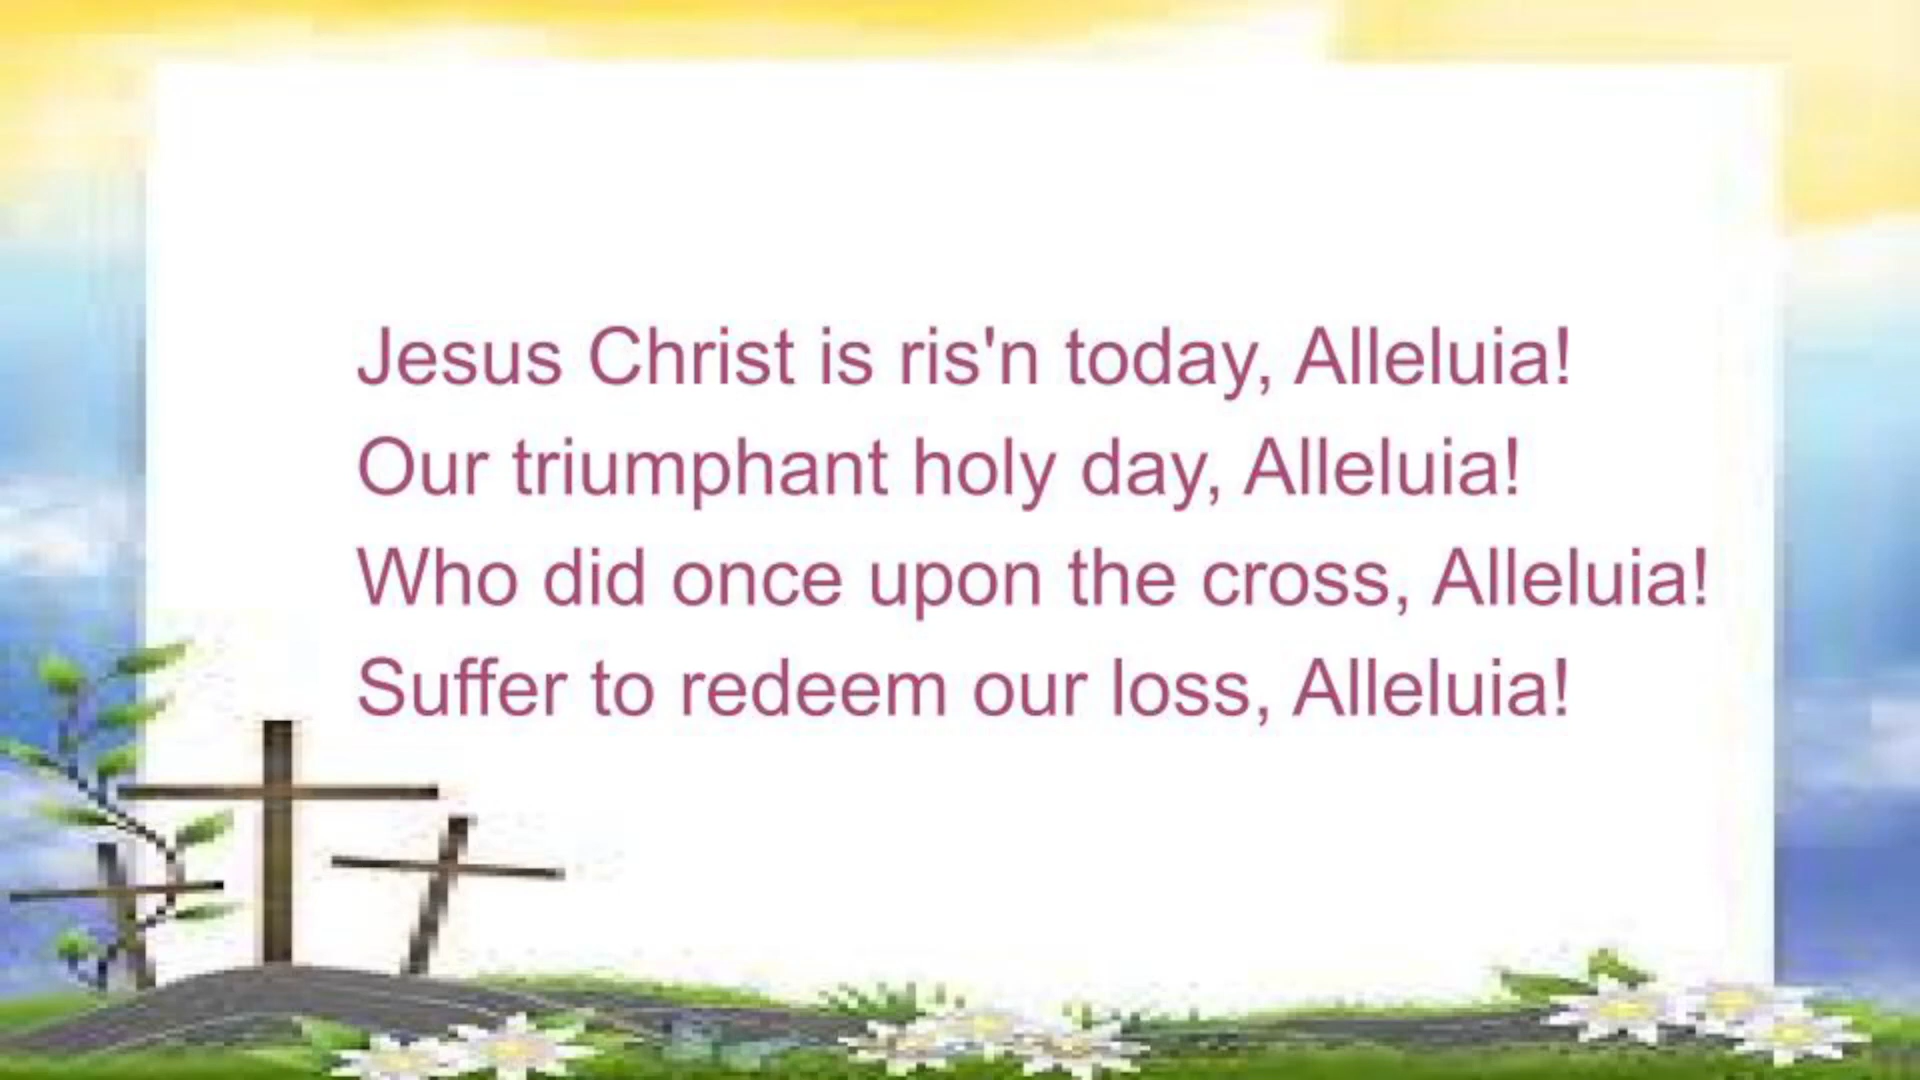 Jesus Christ is ris'n today, Alleluia!
Our triumphant holy day, Alleluia!
Who did once upon the cross, Alleluia!
Suffer to redeem our loss, Alleluia!